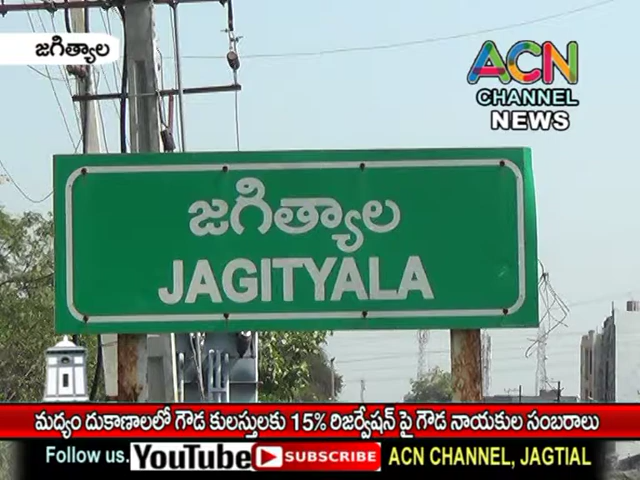 జగిత్యాల
ACN
CHANNEL
NEWS
జగిత్యాల
JAGITYALA
మద్యం దుకాణాలలో గౌడ కులస్తులకు 15% రిజర్వేషన్ పై గౌడ నాయకుల సంబరాలు
Follow us. YouTube SUBSCRIBE ACN CHANNEL, JAGTIAL